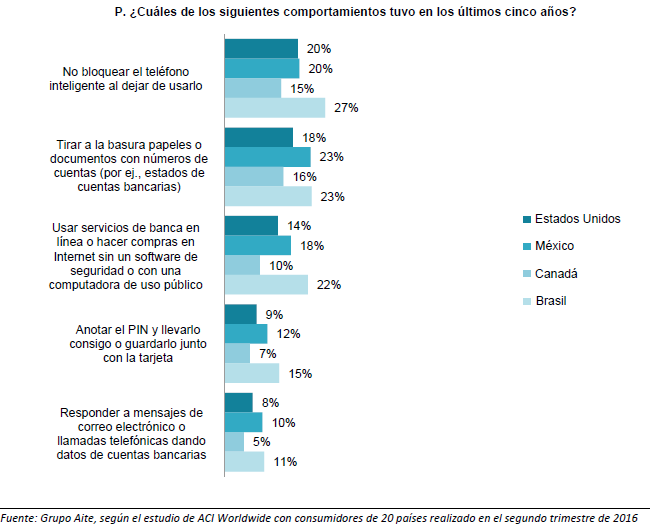 P. ¿Cuáles de los siguientes comportamientos tuvo en los últimos cinco años?
No bloquear el teléfono
inteligente al dejar de usarlo
20%
20%
15%
27%
Tirar a la basura papeles o
documentos con números de
cuentas (por ej., estados de
cuentas bancarias)
18%
23%
16%
23%
Usar servicios de banca en
línea o hacer compras en
Internet sin un software de
seguridad o con una
computadora de uso público
14%
18%
10%
22%
Anotar el PIN y llevarlo
consigo o guardarlo junto
con la tarjeta
9%
12%
7%
15%
Responder a mensajes de
correo electrónico o
llamadas telefónicas dando
datos de cuentas bancarias
8%
10%
5%
11%
Estados Unidos
México
Canadá
Brasil
Fuente: Grupo Aite, según el estudio de ACI Worldwide con consumidores de 20 países realizado en el segundo trimestre de 2016